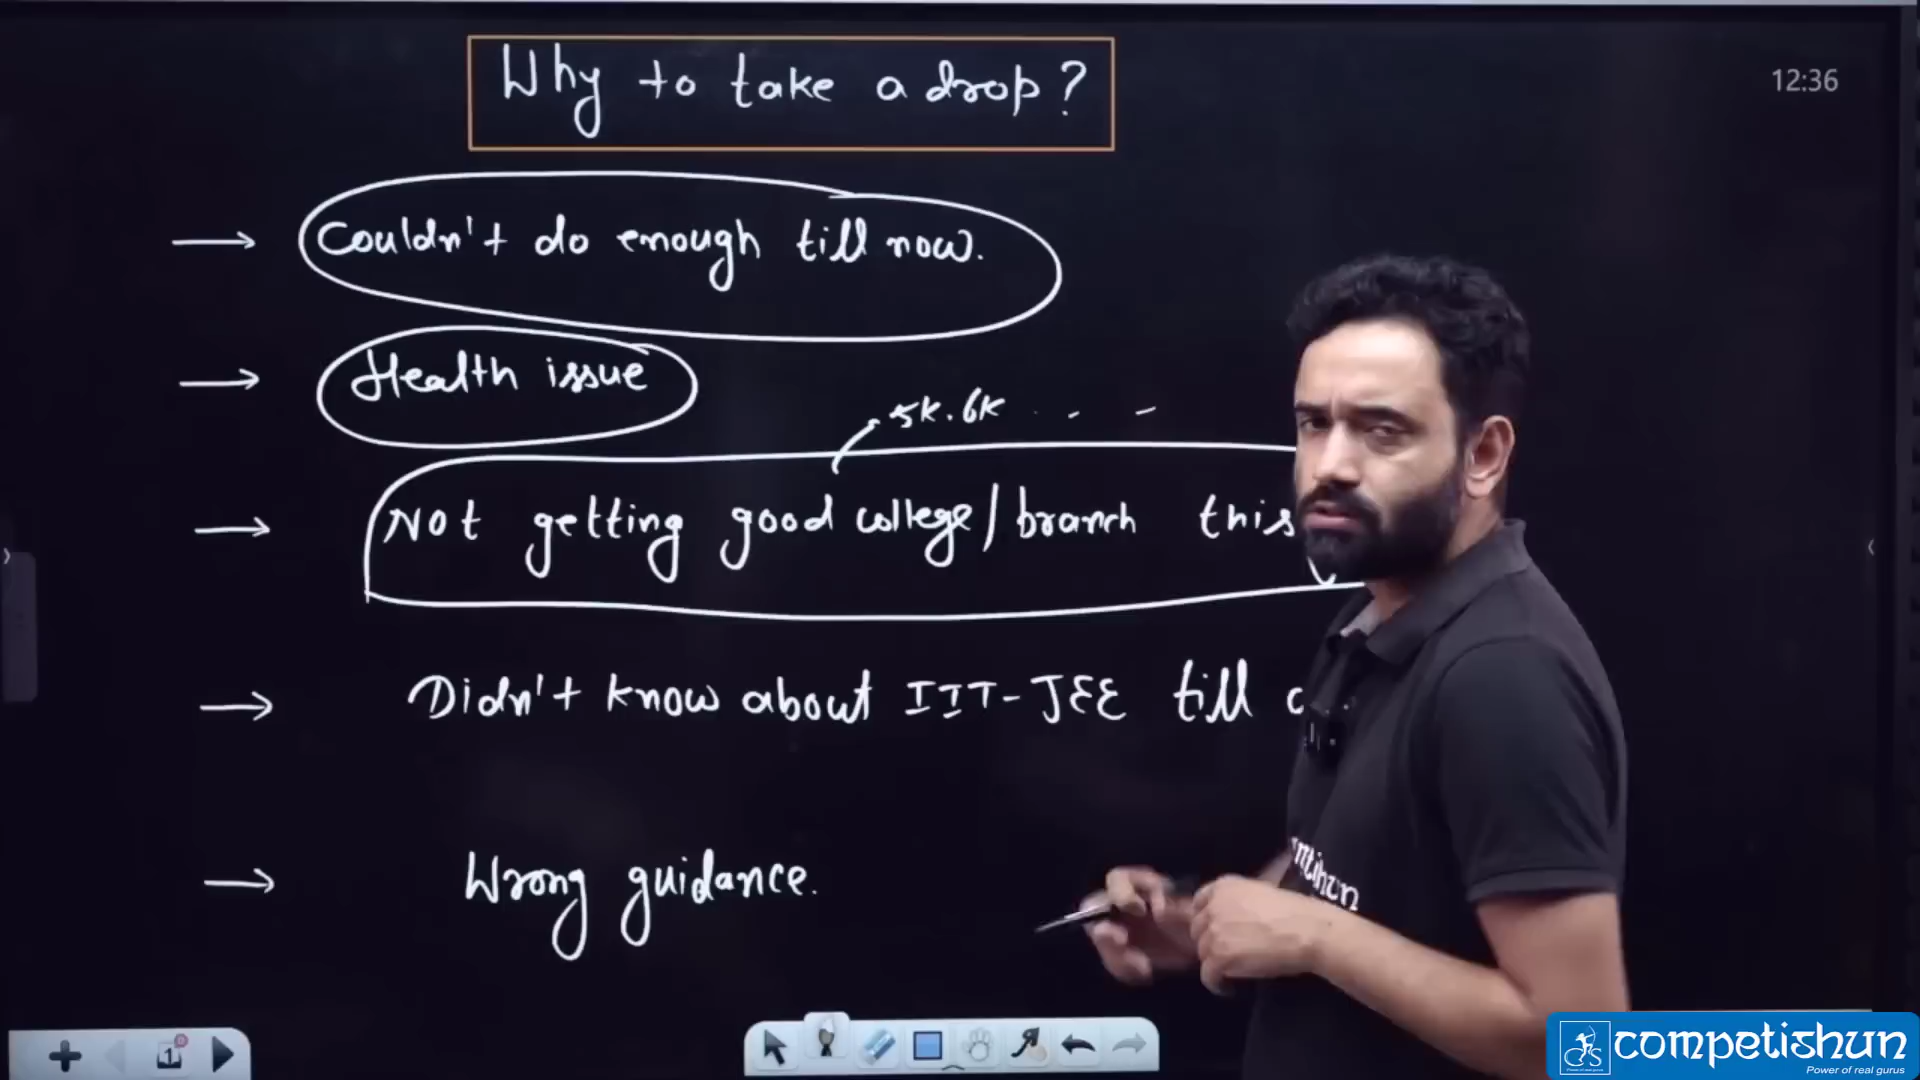 Why to take a drop?
12:36
→ Couldn't do enough till now.
→ Health issue
5K. 6K . . -
→ Not getting good college/branch this
→ Didn't know about IIT-JEE till
→ Wrong guidance.
1
competishun
Power of real gurus